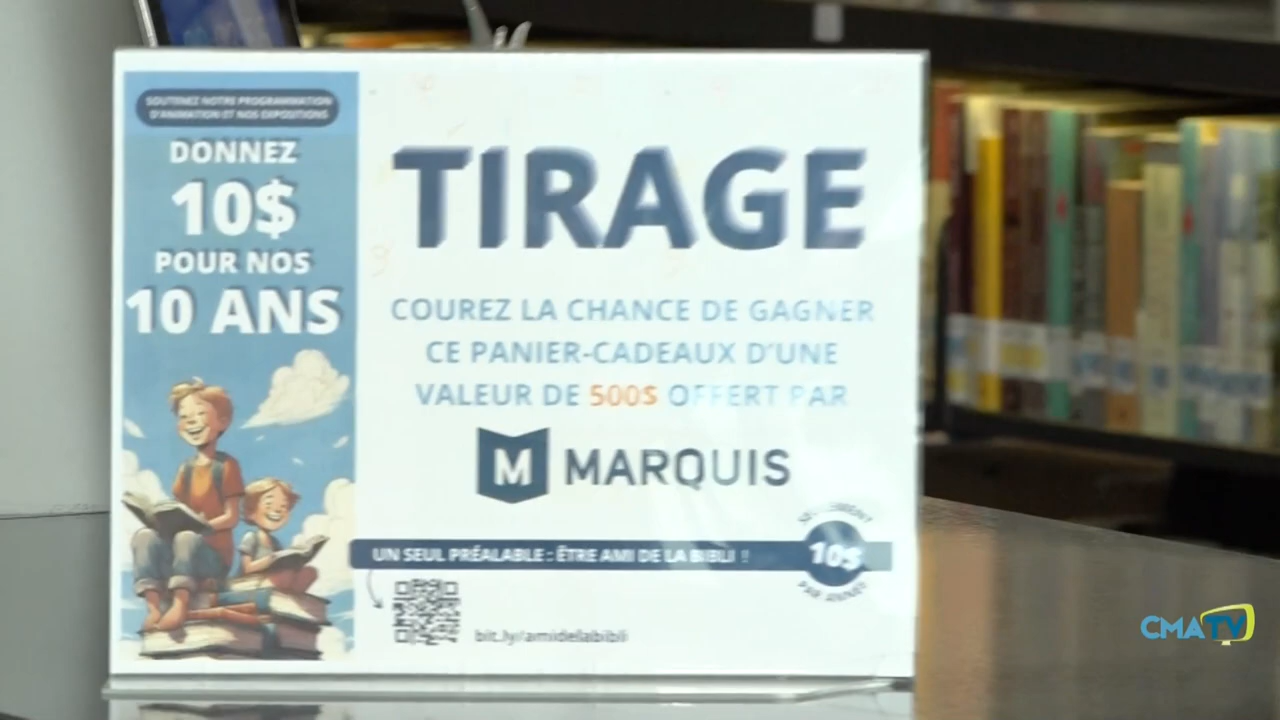 SOUTENEZ NOTRE PROGRAMMATION
D'ANIMATION ET NOS EXPOSITIONS
DONNEZ
10$
POUR NOS
10 ANS
TIRAGE
COUREZ LA CHANCE DE GAGNER
CE PANIER-CADEAUX D'UNE
VALEUR DE 500$ OFFERT PAR
M MARQUIS
UN SEUL PRÉALABLE : ÊTRE AMI DE LA BIBLI !
10$
PAR ANNÉE
bit.ly/amidelabibli
CMATV